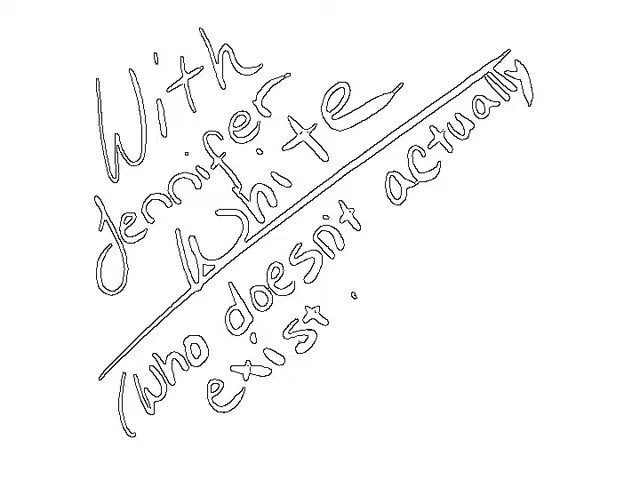 With
Jennifer
White
(who doesn't actually
exist.